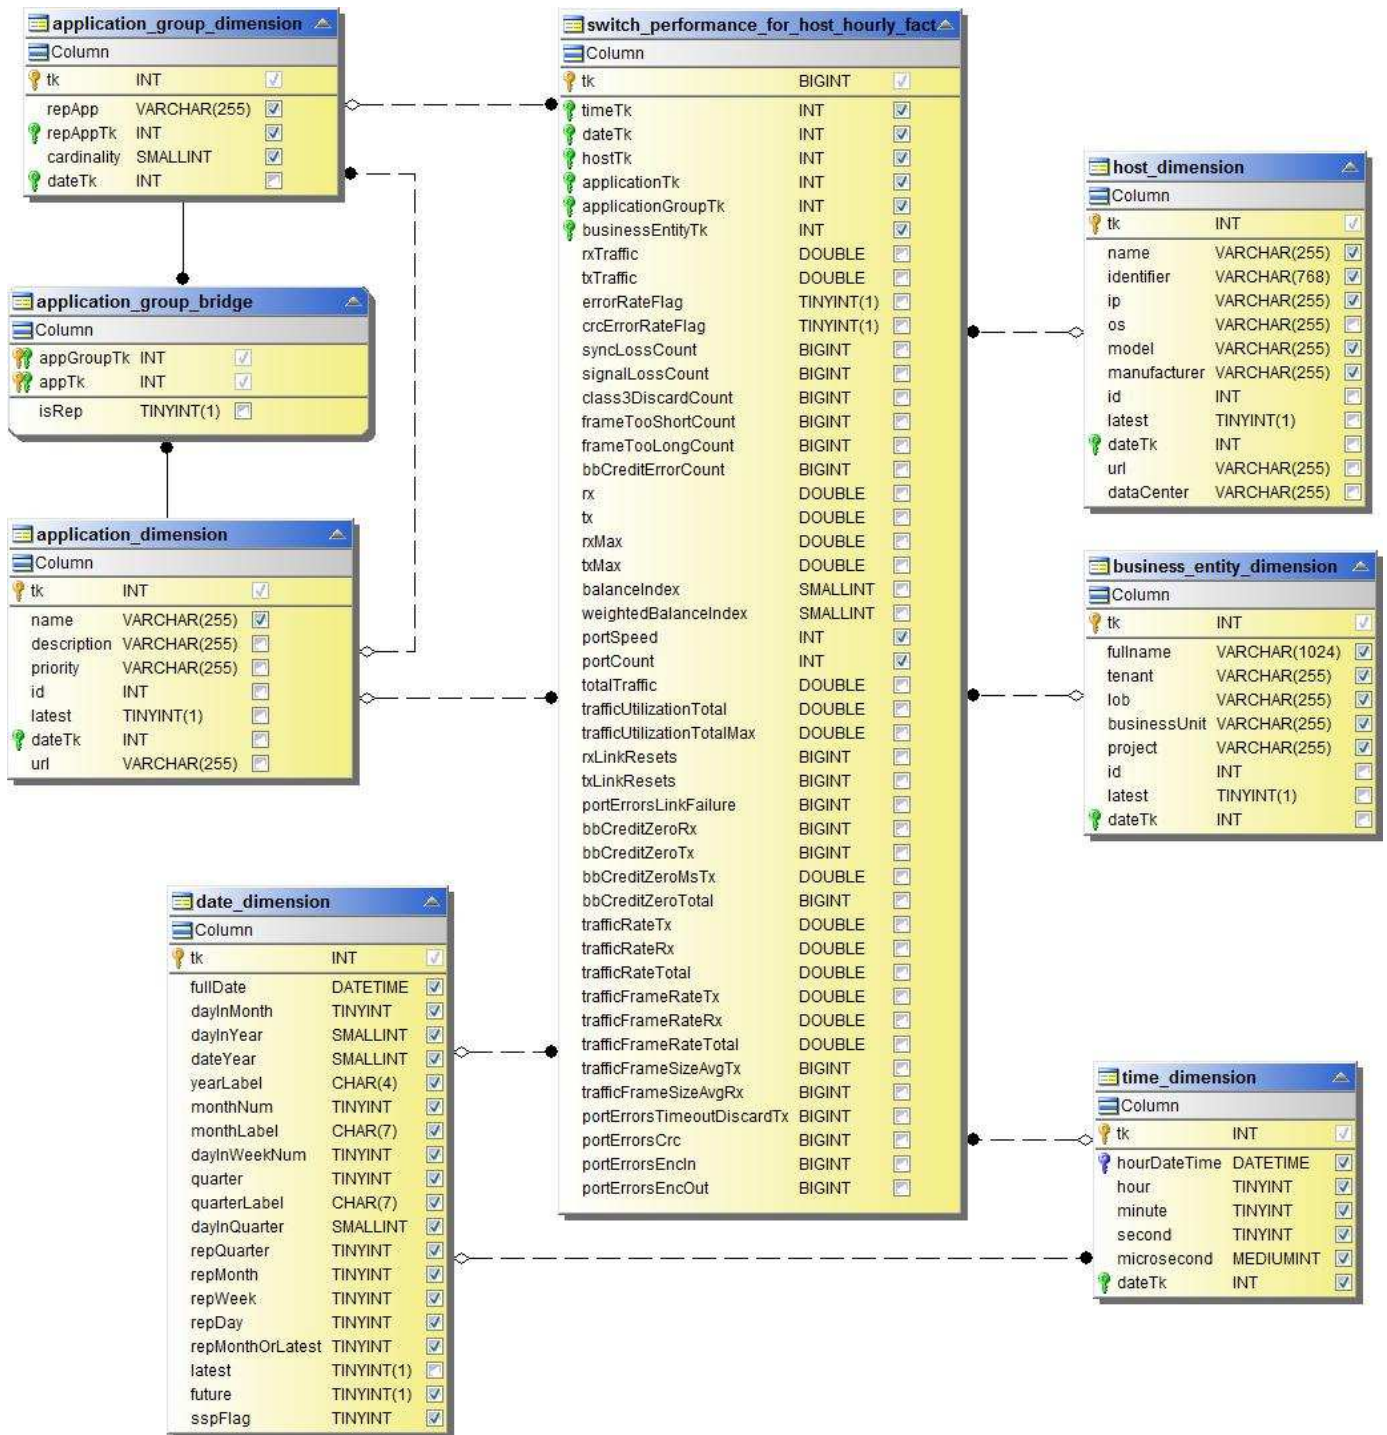 application_group_dimension
Column
tk INT
repApp VARCHAR(255)
repAppTk INT
cardinality SMALLINT
dateTk INT
application_group_bridge
Column
appGroupTk INT
appTk INT
isRep TINYINT(1)
application_dimension
Column
tk INT
name VARCHAR(255)
description VARCHAR(255)
priority VARCHAR(255)
id INT
latest TINYINT(1)
dateTk INT
url VARCHAR(255)
date_dimension
Column
tk INT
fullDate DATETIME
dayInMonth TINYINT
dayInYear SMALLINT
dateYear SMALLINT
yearLabel CHAR(4)
monthNum TINYINT
monthLabel CHAR(7)
dayInWeekNum TINYINT
quarter TINYINT
quarterLabel CHAR(7)
dayInQuarter SMALLINT
repQuarter TINYINT
repMonth TINYINT
repWeek TINYINT
repDay TINYINT
repMonthOrLatest TINYINT
latest TINYINT(1)
future TINYINT(1)
sspFlag TINYINT
switch_performance_for_host_hourly_fact
Column
tk BIGINT
timeTk INT
dateTk INT
hostTk INT
applicationTk INT
applicationGroupTk INT
businessEntityTk INT
rxTraffic DOUBLE
txTraffic DOUBLE
errorRateFlag TINYINT(1)
crcErrorRateFlag TINYINT(1)
syncLossCount BIGINT
signalLossCount BIGINT
class3DiscardCount BIGINT
frameTooShortCount BIGINT
frameTooLongCount BIGINT
bbCreditErrorCount BIGINT
rx DOUBLE
tx DOUBLE
rxMax DOUBLE
txMax DOUBLE
balanceIndex SMALLINT
weightedBalanceIndex SMALLINT
portSpeed INT
portCount INT
totalTraffic DOUBLE
trafficUtilizationTotal DOUBLE
trafficUtilizationTotalMax DOUBLE
rxLinkResets BIGINT
txLinkResets BIGINT
portErrorsLinkFailure BIGINT
bbCreditZeroRx BIGINT
bbCreditZeroTx BIGINT
bbCreditZeroMsTx DOUBLE
bbCreditZeroTotal BIGINT
trafficRateTx DOUBLE
trafficRateRx DOUBLE
trafficRateTotal DOUBLE
trafficFrameRateTx DOUBLE
trafficFrameRateRx DOUBLE
trafficFrameRateTotal DOUBLE
trafficFrameSizeAvgTx BIGINT
trafficFrameSizeAvgRx BIGINT
portErrorsTimeoutDiscardTx BIGINT
portErrorsCrc BIGINT
portErrorsEncIn BIGINT
portErrorsEncOut BIGINT
host_dimension
Column
tk INT
name VARCHAR(255)
identifier VARCHAR(768)
ip VARCHAR(255)
os VARCHAR(255)
model VARCHAR(255)
manufacturer VARCHAR(255)
id INT
latest TINYINT(1)
dateTk INT
url VARCHAR(255)
dataCenter VARCHAR(255)
business_entity_dimension
Column
tk INT
fullname VARCHAR(1024)
tenant VARCHAR(255)
lob VARCHAR(255)
businessUnit VARCHAR(255)
project VARCHAR(255)
id INT
latest TINYINT(1)
dateTk INT
time_dimension
Column
tk INT
hourDateTime DATETIME
hour TINYINT
minute TINYINT
second TINYINT
microsecond MEDIUMINT
dateTk INT